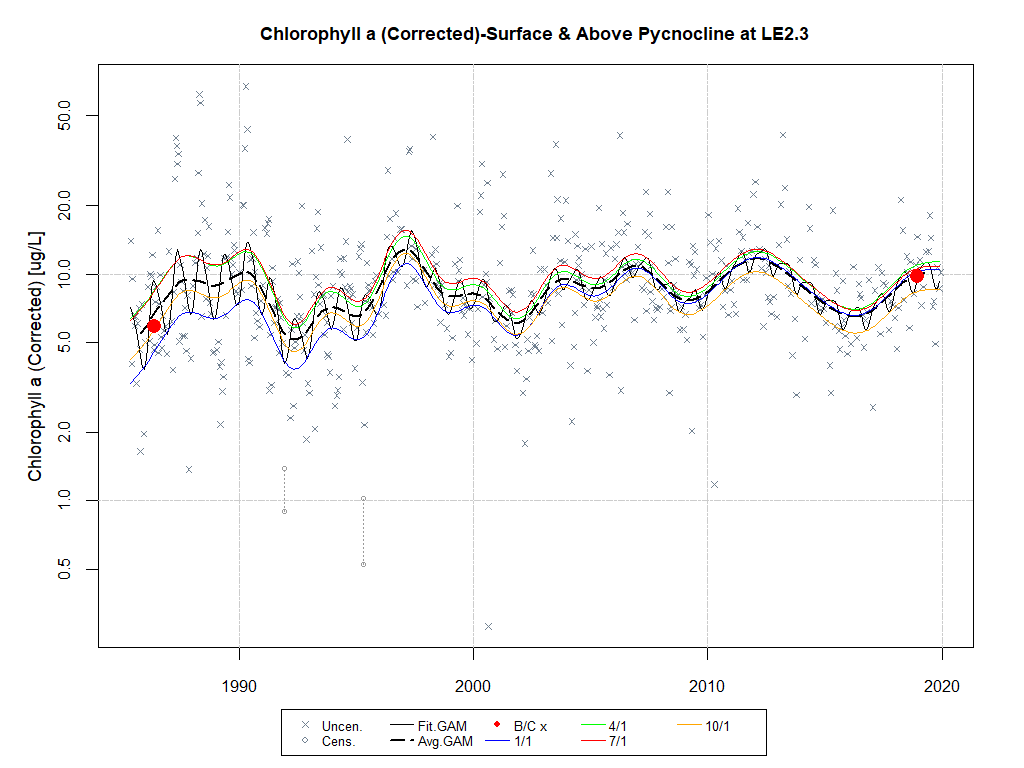 Chlorophyll a (Corrected)-Surface & Above Pycnocline at LE2.3
Chlorophyll a (Corrected) [ug/L]
50.0
20.0
10.0
5.0
2.0
1.0
0.5
1990 2000 2010 2020
Uncen. Fit.GAM B/C x 4/1 10/1
Cens. Avg.GAM 1/1 7/1